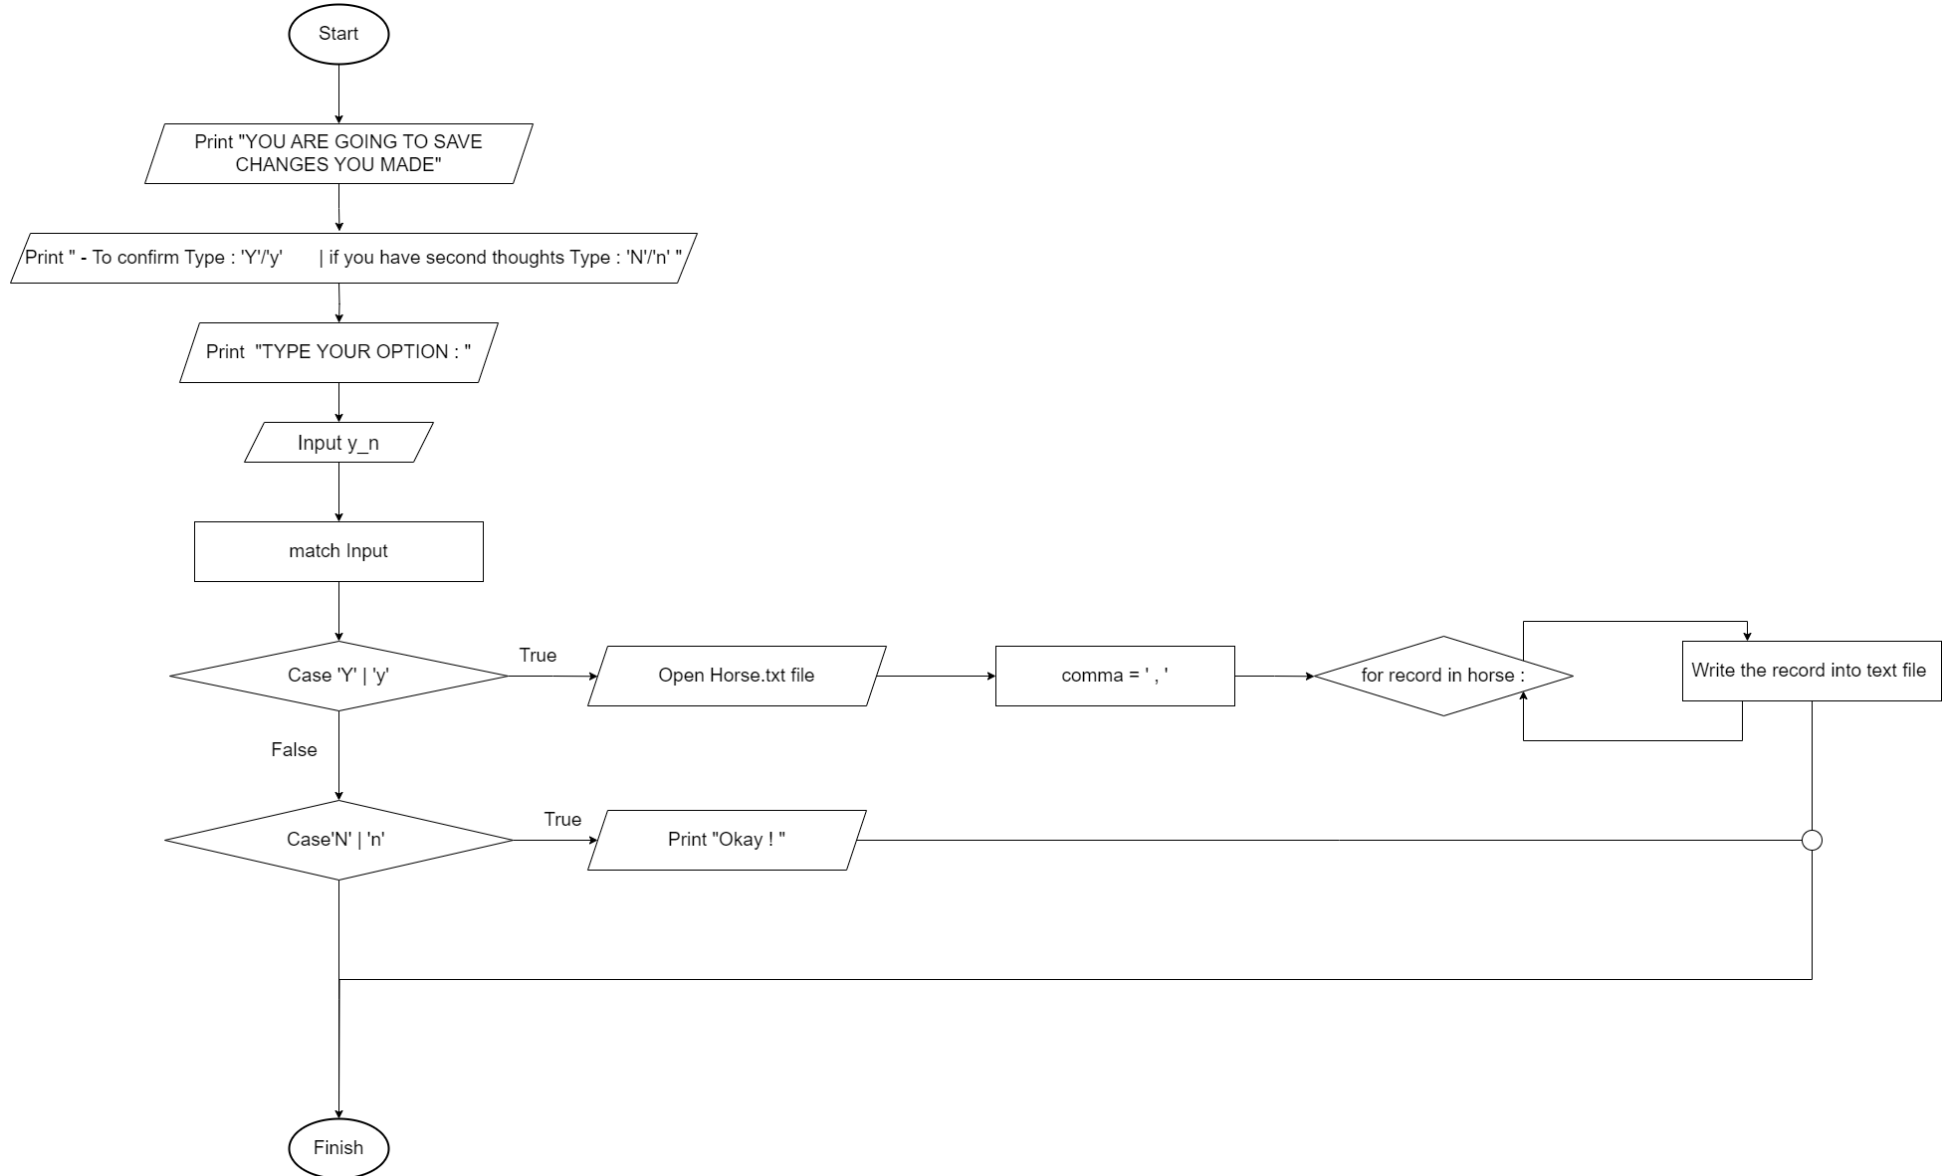 Start
Print "YOU ARE GOING TO SAVE
CHANGES YOU MADE"
Print " - To confirm Type : 'Y'/'y'       | if you have second thoughts Type : 'N'/'n' "
Print  "TYPE YOUR OPTION : "
Input y_n
match Input
Case 'Y' | 'y'
True
Open Horse.txt file
comma = ' , '
for record in horse :
Write the record into text file
False
Case'N' | 'n'
True
Print "Okay ! "
Finish